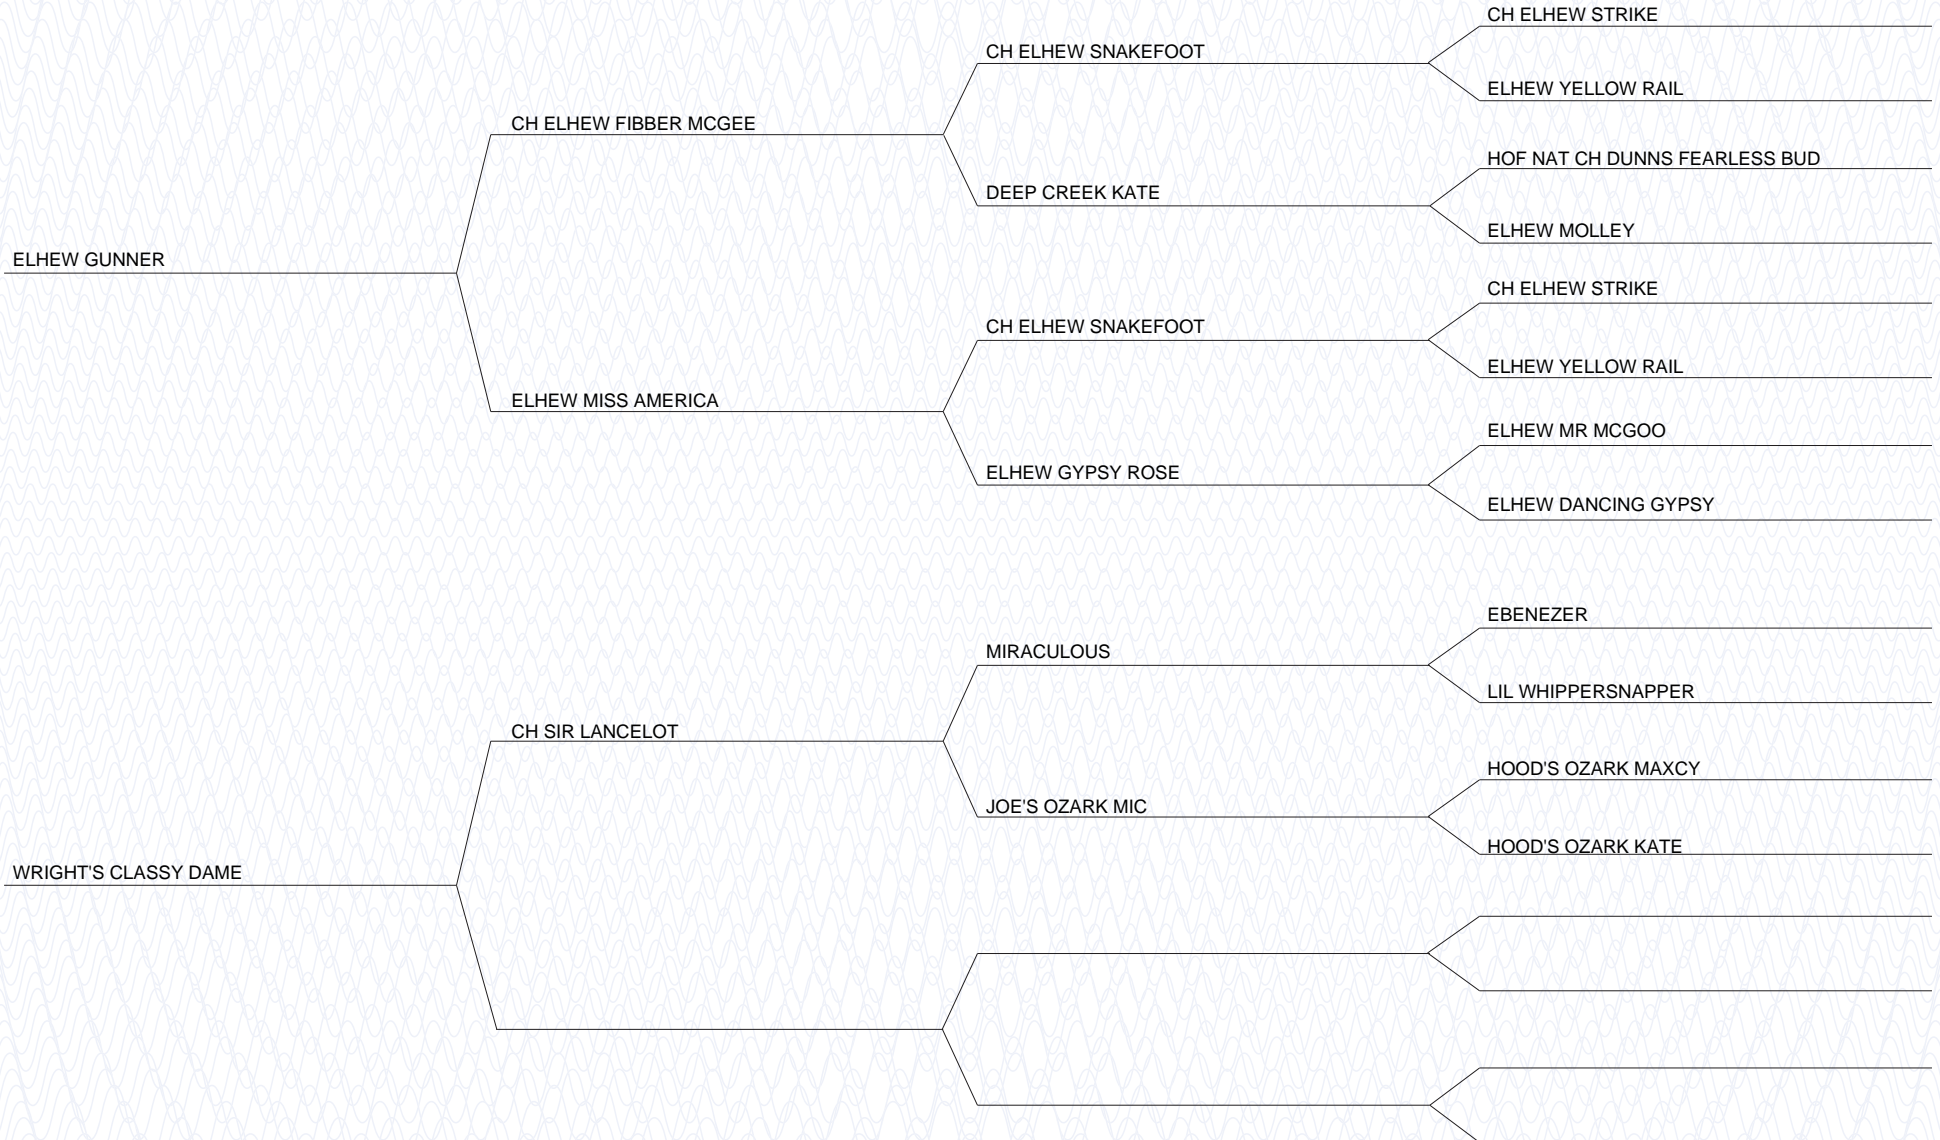 CH ELHEW STRIKE
CH ELHEW SNAKEFOOT
ELHEW YELLOW RAIL
CH ELHEW FIBBER MCGEE
HOF NAT CH DUNNS FEARLESS BUD
DEEP CREEK KATE
ELHEW MOLLEY
ELHEW GUNNER
CH ELHEW STRIKE
CH ELHEW SNAKEFOOT
ELHEW YELLOW RAIL
ELHEW MISS AMERICA
ELHEW MR MCGOO
ELHEW GYPSY ROSE
ELHEW DANCING GYPSY
EBENEZER
MIRACULOUS
LIL WHIPPERSNAPPER
CH SIR LANCELOT
HOOD'S OZARK MAXCY
JOE'S OZARK MIC
HOOD'S OZARK KATE
WRIGHT'S CLASSY DAME